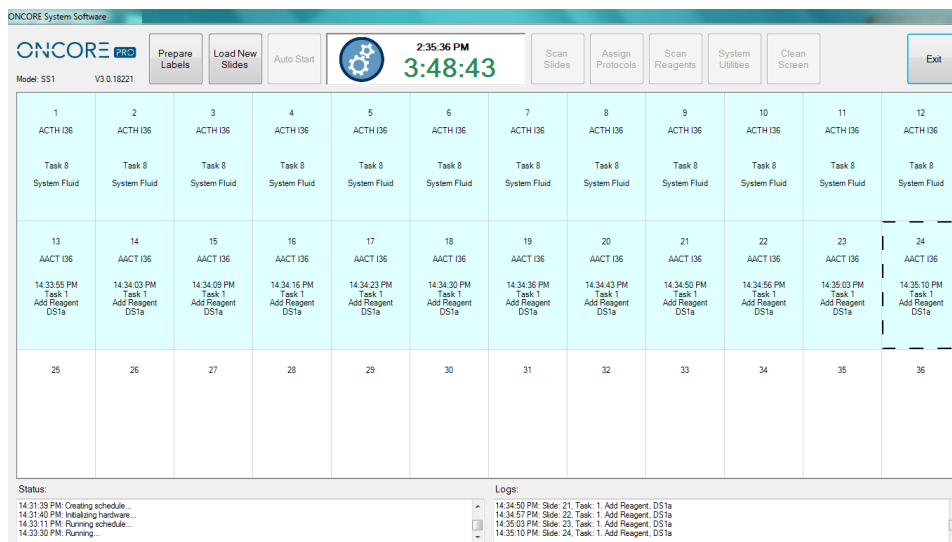 ONCORE System Software
ONCORE PRO
Model: SS1 V3.0.18221
Prepare Labels
Load New Slides
Auto Start
2:35:36 PM
3:48:43
Scan Slides
Assign Protocols
Scan Reagents
System Utilities
Clean Screen
Exit
1 2 3 4 5 6 7 8 9 10 11 12
ACTH I36 ACTH I36 ACTH I36 ACTH I36 ACTH I36 ACTH I36 ACTH I36 ACTH I36 ACTH I36 ACTH I36 ACTH I36 ACTH I36
Task 8 Task 8 Task 8 Task 8 Task 8 Task 8 Task 8 Task 8 Task 8 Task 8 Task 8 Task 8
System Fluid System Fluid System Fluid System Fluid System Fluid System Fluid System Fluid System Fluid System Fluid System Fluid System Fluid System Fluid
13 14 15 16 17 18 19 20 21 22 23 24
AACT I36 AACT I36 AACT I36 AACT I36 AACT I36 AACT I36 AACT I36 AACT I36 AACT I36 AACT I36 AACT I36 AACT I36
14:33:55 PM 14:34:03 PM 14:34:09 PM 14:34:16 PM 14:34:23 PM 14:34:30 PM 14:34:36 PM 14:34:43 PM 14:34:50 PM 14:34:56 PM 14:35:03 PM 14:35:10 PM
Task 1 Task 1 Task 1 Task 1 Task 1 Task 1 Task 1 Task 1 Task 1 Task 1 Task 1 Task 1
Add Reagent Add Reagent Add Reagent Add Reagent Add Reagent Add Reagent Add Reagent Add Reagent Add Reagent Add Reagent Add Reagent Add Reagent
DS1a DS1a DS1a DS1a DS1a DS1a DS1a DS1a DS1a DS1a DS1a DS1a
25 26 27 28 29 30 31 32 33 34 35 36
Status:
14:31:39 PM: Creating schedule...
14:31:40 PM: Initializing hardware...
14:33:11 PM: Running schedule...
14:33:30 PM: Running...
Logs:
14:34:50 PM: Slide: 21, Task: 1. Add Reagent, DS1a
14:34:57 PM: Slide: 22, Task: 1. Add Reagent, DS1a
14:35:03 PM: Slide: 23, Task: 1. Add Reagent, DS1a
14:35:10 PM: Slide: 24, Task: 1. Add Reagent, DS1a